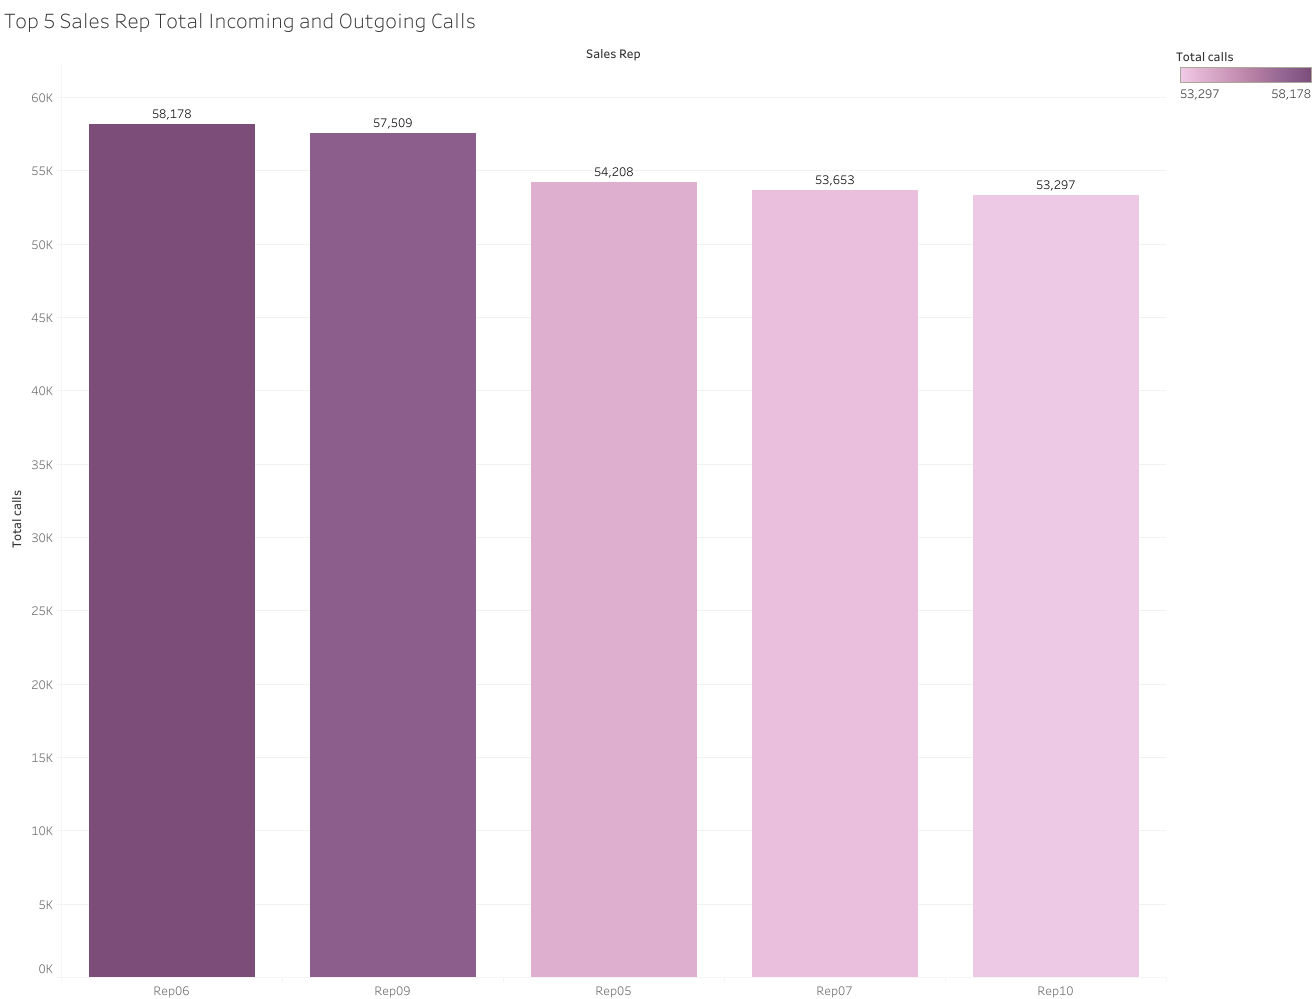 Top 5 Sales Rep Total Incoming and Outgoing Calls
Sales Rep
Total calls
53,297 58,178
60K
55K
50K
45K
40K
35K
30K
25K
20K
15K
10K
5K
0K
Total calls
58,178
57,509
54,208
53,653
53,297
Rep06
Rep09
Rep05
Rep07
Rep10